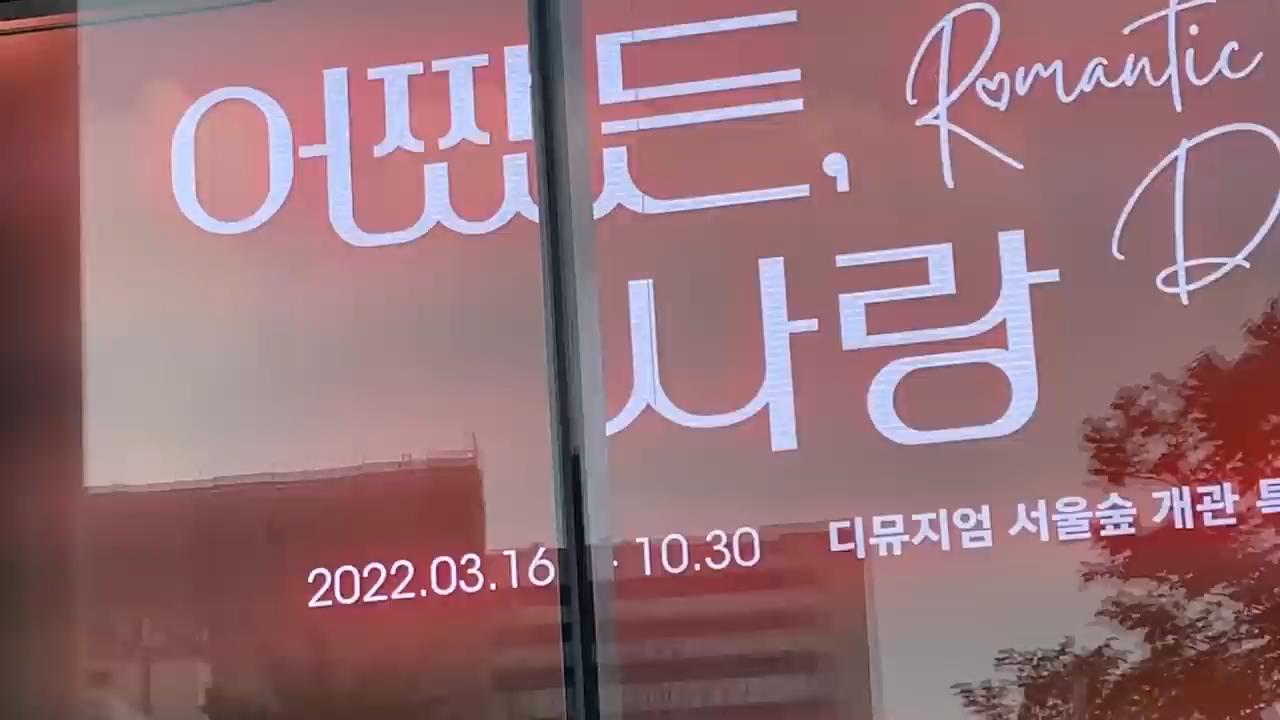 어쨌든,
사랑
Romantic
D
2022.03.16 - 10.30
디뮤지엄 서울숲 개관 특